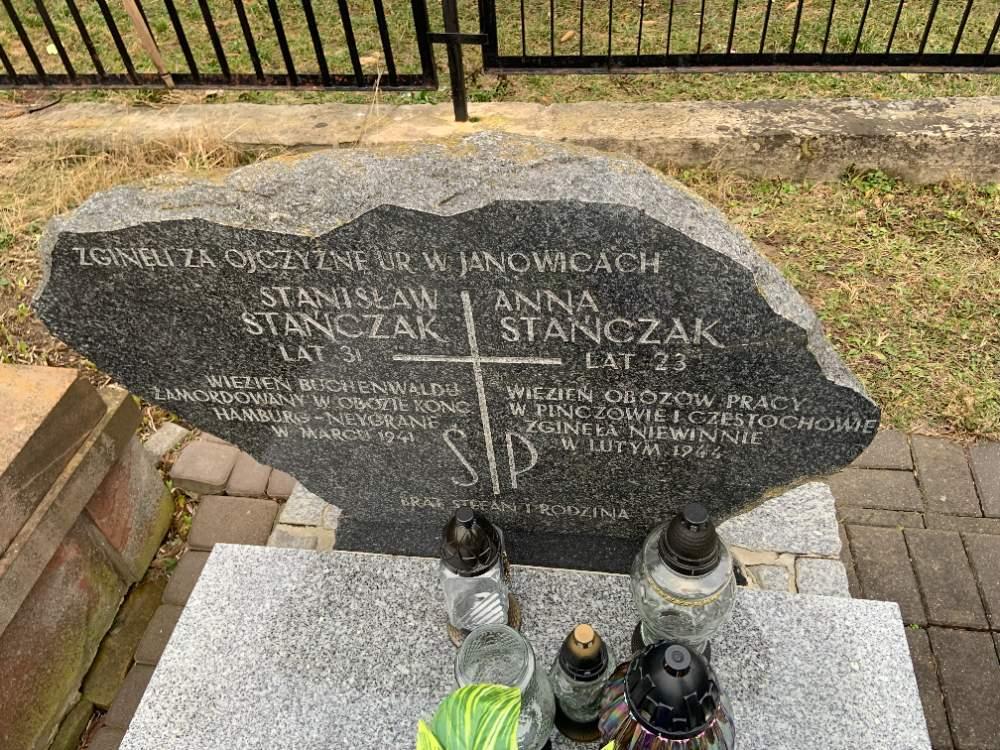 ZGINĘLI ZA OJCZYZNĘ UR W JANOWICACH
STANISŁAW
STAŃCZAK
LAT 31
WIĘZIEŃ BUCHENWALDU
ZAMORDOWANY W OBOZIE KONC
HAMBURG-NEYGRANE
W MARCU 1941
ANNA
STAŃCZAK
LAT 23
WIĘZIEŃ OBOZÓW PRACY
W PIŃCZOWIE I CZĘSTOCHOWIE
ZGINĘŁA NIEWINNIE
W LUTYM 1944
Ś P
BRAT STEFAN I RODZINA